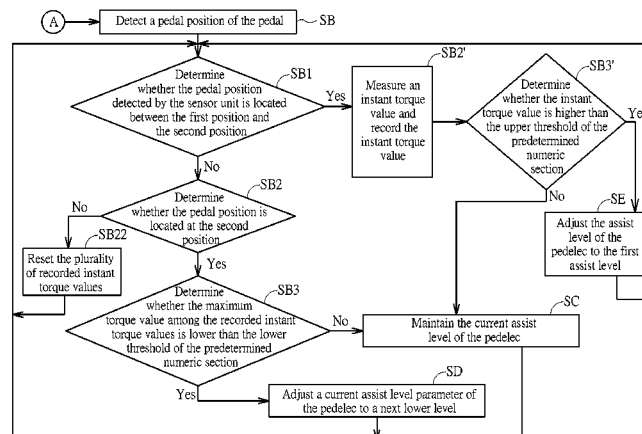 A
Detect a pedal position of the pedal
SB
Determine
whether the pedal position
detected by the sensor unit is located
between the first position and
the second position
SB1
Yes
Measure an
instant torque
value and
record the
instant torque
value
SB2'
Determine
whether the instant
torque value is higher than
the upper threshold of the
predetermined
numeric
section
SB3'
Yes
No
No
Determine
whether the pedal position is
located at the second
position
SB2
No
Reset the plurality
of recorded instant
torque values
SB22
Yes
Adjust the assist
level of the
pedelec to the first
assist level
SE
Determine
whether the maximum
torque value among the recorded instant
torque values is lower than the lower
threshold of the predetermined
numeric section
SB3
No
Maintain the current assist
level of the pedelec
SC
Yes
Adjust a current assist level parameter
of the pedelec to a next lower level
SD